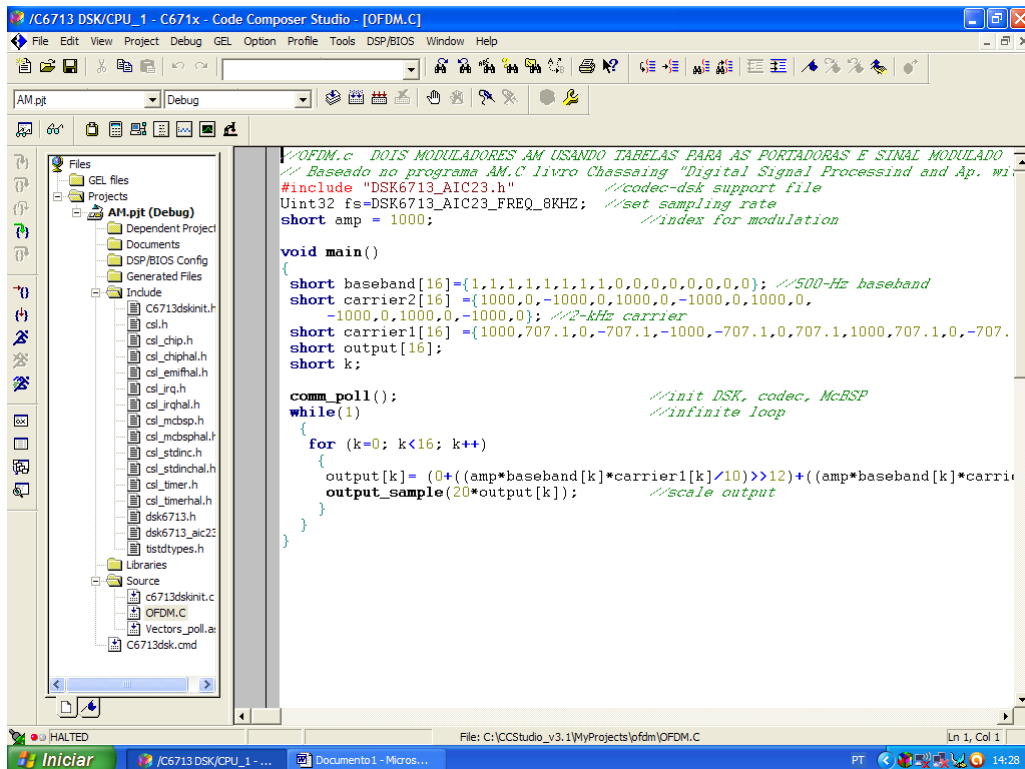 /C6713 DSK/CPU_1 - C671x - Code Composer Studio - [OFDM.C]
File Edit View Project Debug GEL Option Profile Tools DSP/BIOS Window Help
AM.pjt Debug
Files
GEL files
Projects
AM.pjt (Debug)
Dependent Project
Documents
DSP/BIOS Config
Generated Files
Include
C6713dskinit.h
csl.h
csl_chip.h
csl_chiphal.h
csl_emifhal.h
csl_irq.h
csl_irqhal.h
csl_mcbsp.h
csl_mcbsphal.h
csl_stdinc.h
csl_stdinchal.h
csl_timer.h
csl_timerhal.h
dsk6713.h
dsk6713_aic23
tistdtypes.h
Libraries
Source
c6713dskinit.c
OFDM.C
Vectors_poll.a
C6713dsk.cmd
//OFDM.c DOIS MODULADORES AM USANDO TABELAS PARA AS PORTADORAS E SINAL MODULADO
// Baseado no programa AM.C livro Chassaing "Digital Signal Processind and Ap. wi
#include "DSK6713_AIC23.h" //codec-dsk support file
Uint32 fs=DSK6713_AIC23_FREQ_8KHZ; //set sampling rate
short amp = 1000; //index for modulation
void main()
{
short baseband[16]={1,1,1,1,1,1,1,1,0,0,0,0,0,0,0,0}; //500-Hz baseband
short carrier2[16] ={1000,0,-1000,0,1000,0,-1000,0,1000,0,
-1000,0,1000,0,-1000,0}; //2-kHz carrier
short carrier1[16] ={1000,707.1,0,-707.1,-1000,-707.1,0,707.1,1000,707.1,0,-707.
short output[16];
short k;
comm_poll(); //init DSK, codec, McBSP
while(1) //infinite loop
{
for (k=0; k<16; k++)
{
output[k]= (0+((amp*baseband[k]*carrier1[k]/10)>>12)+((amp*baseband[k]*carrie
output_sample(20*output[k]); //scale output
}
}
}
HALTED File: C:\CCStudio_v3.1\MyProjects\ofdm\OFDM.C Ln 1, Col 1
Iniciar /C6713 DSK/CPU_1 - ... Documento1 - Micros... PT 14:28